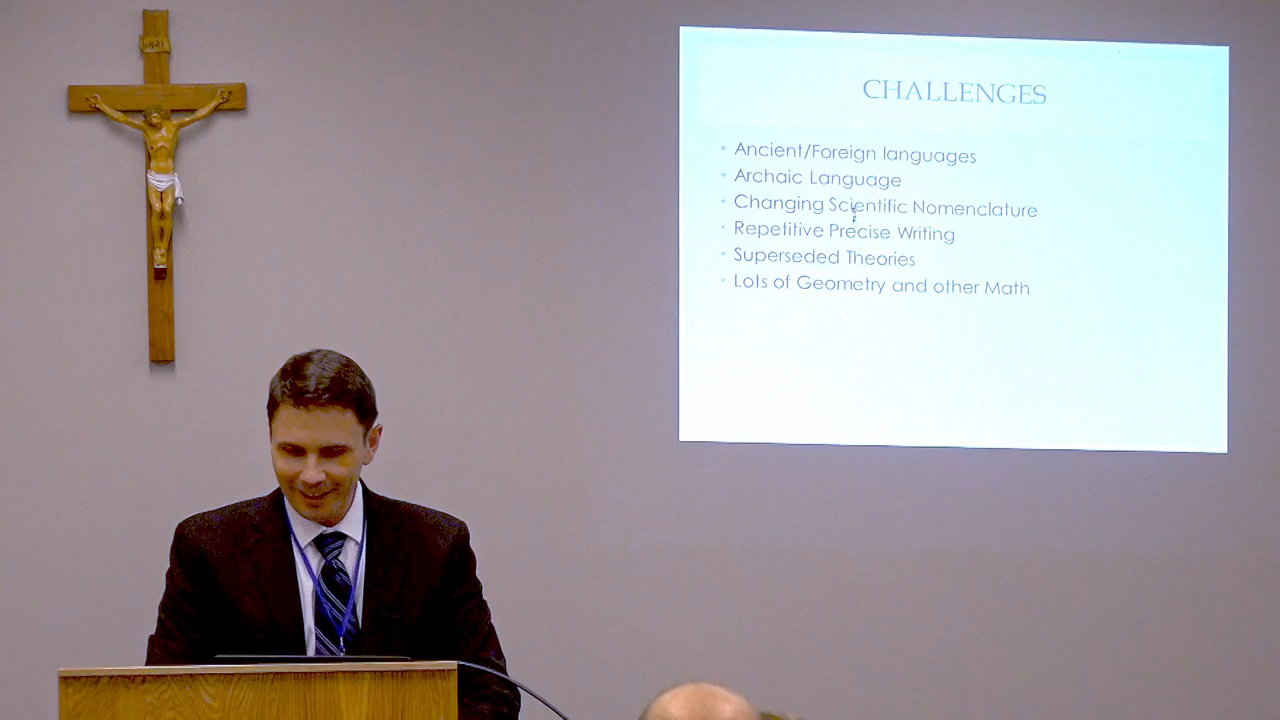 INRI
CHALLENGES
• Ancient/Foreign languages
• Archaic Language
• Changing Scientific Nomenclature
• Repetitive Precise Writing
• Superseded Theories
• Lots of Geometry and other Math